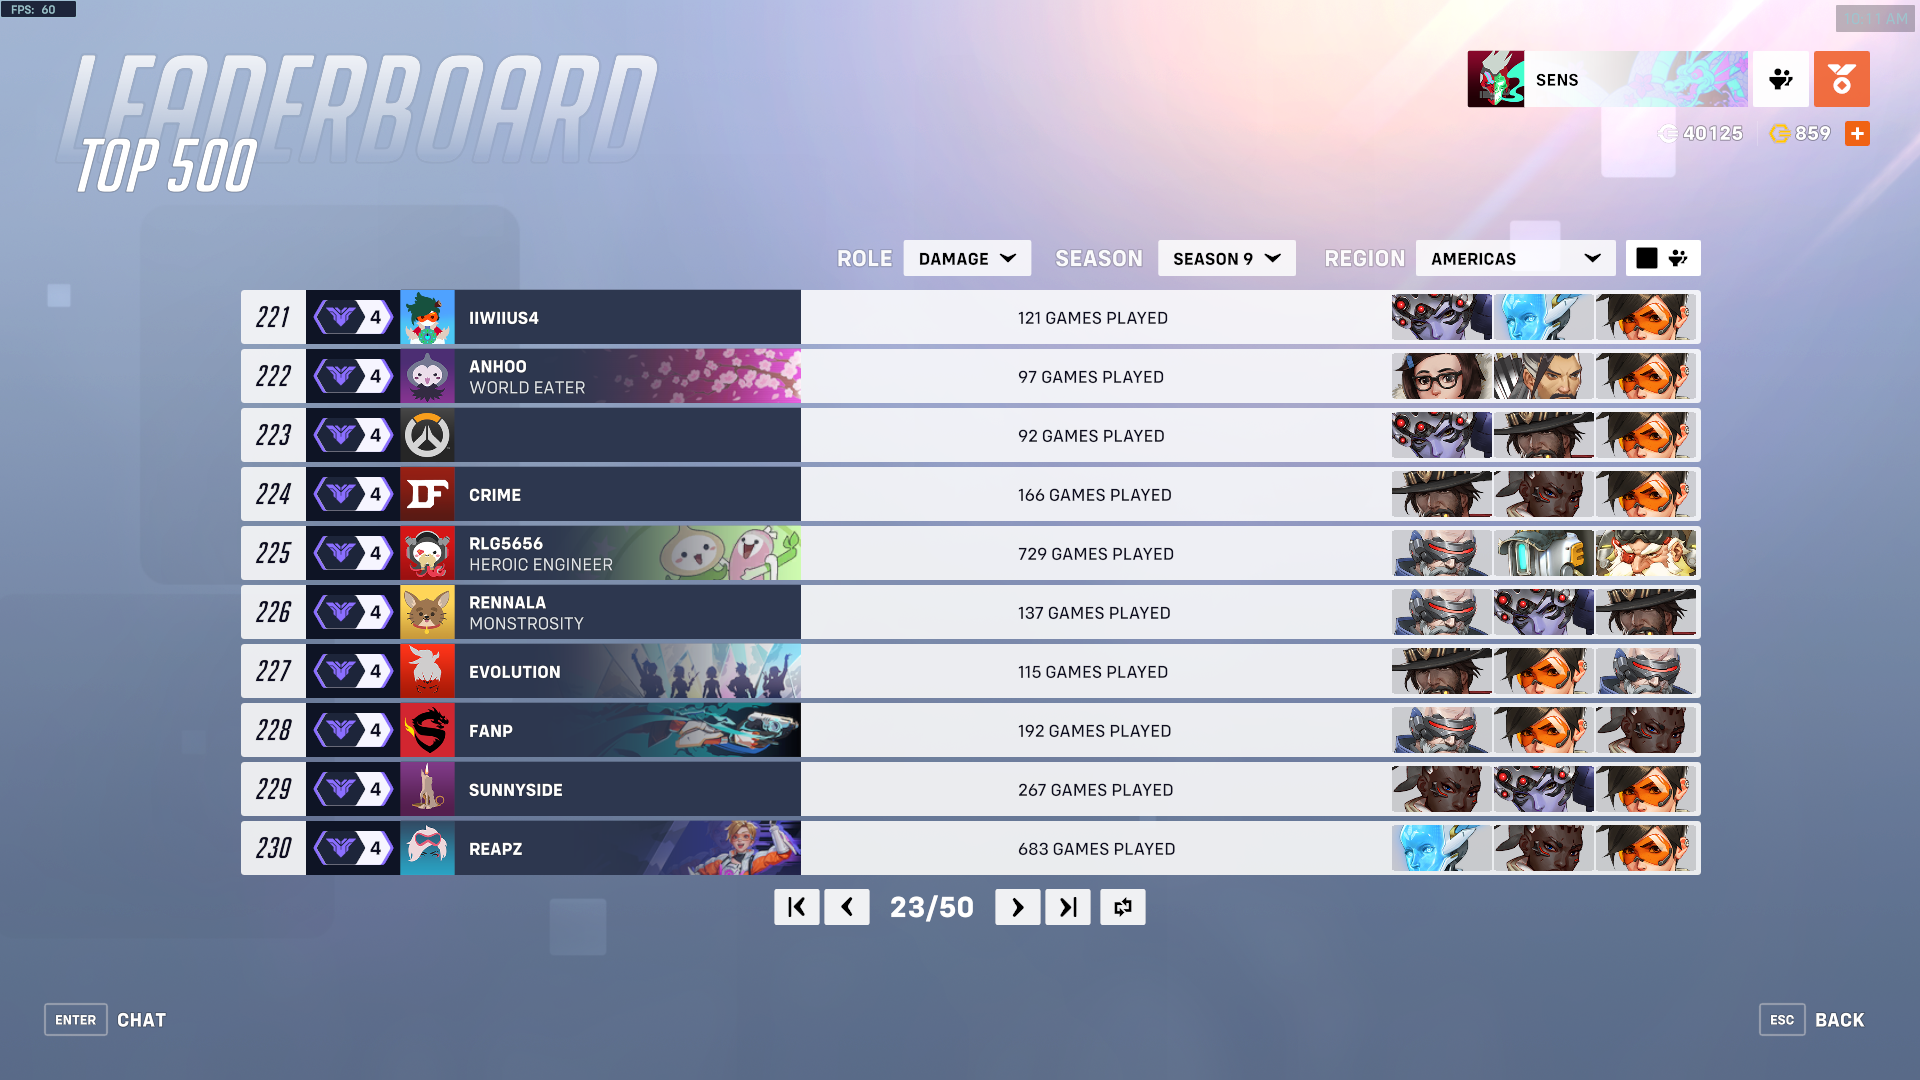 FPS: 60
LEADERBOARD
TOP 500
SENS
40125
859
ROLE DAMAGE SEASON SEASON 9 REGION AMERICAS
221 4 IIWIIUS4 121 GAMES PLAYED
222 4 ANHOO 97 GAMES PLAYED
WORLD EATER
223 4 92 GAMES PLAYED
224 4 DF CRIME 166 GAMES PLAYED
225 4 RLG5656 729 GAMES PLAYED
HEROIC ENGINEER
226 4 RENNALA 137 GAMES PLAYED
MONSTROSITY
227 4 EVOLUTION 115 GAMES PLAYED
228 4 FANP 192 GAMES PLAYED
229 4 SUNNYSIDE 267 GAMES PLAYED
230 4 REAPZ 683 GAMES PLAYED
23/50
ENTER CHAT
ESC BACK